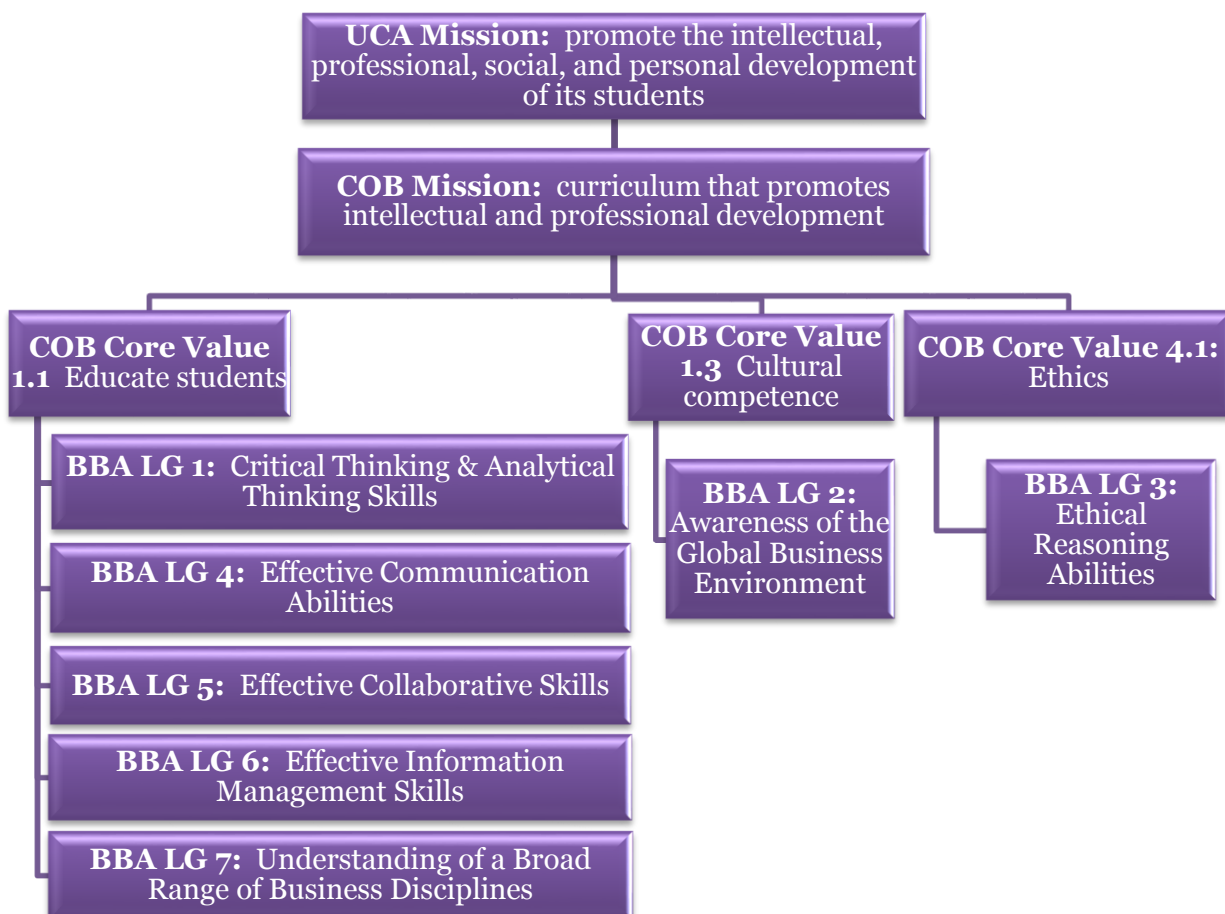 UCA Mission: promote the intellectual,
professional, social, and personal development
of its students
COB Mission: curriculum that promotes
intellectual and professional development
COB Core Value
1.1 Educate students
BBA LG 1: Critical Thinking & Analytical
Thinking Skills
BBA LG 4: Effective Communication
Abilities
BBA LG 5: Effective Collaborative Skills
BBA LG 6: Effective Information
Management Skills
BBA LG 7: Understanding of a Broad
Range of Business Disciplines
COB Core Value
1.3 Cultural
competence
BBA LG 2:
Awareness of the
Global Business
Environment
COB Core Value 4.1:
Ethics
BBA LG 3:
Ethical
Reasoning
Abilities